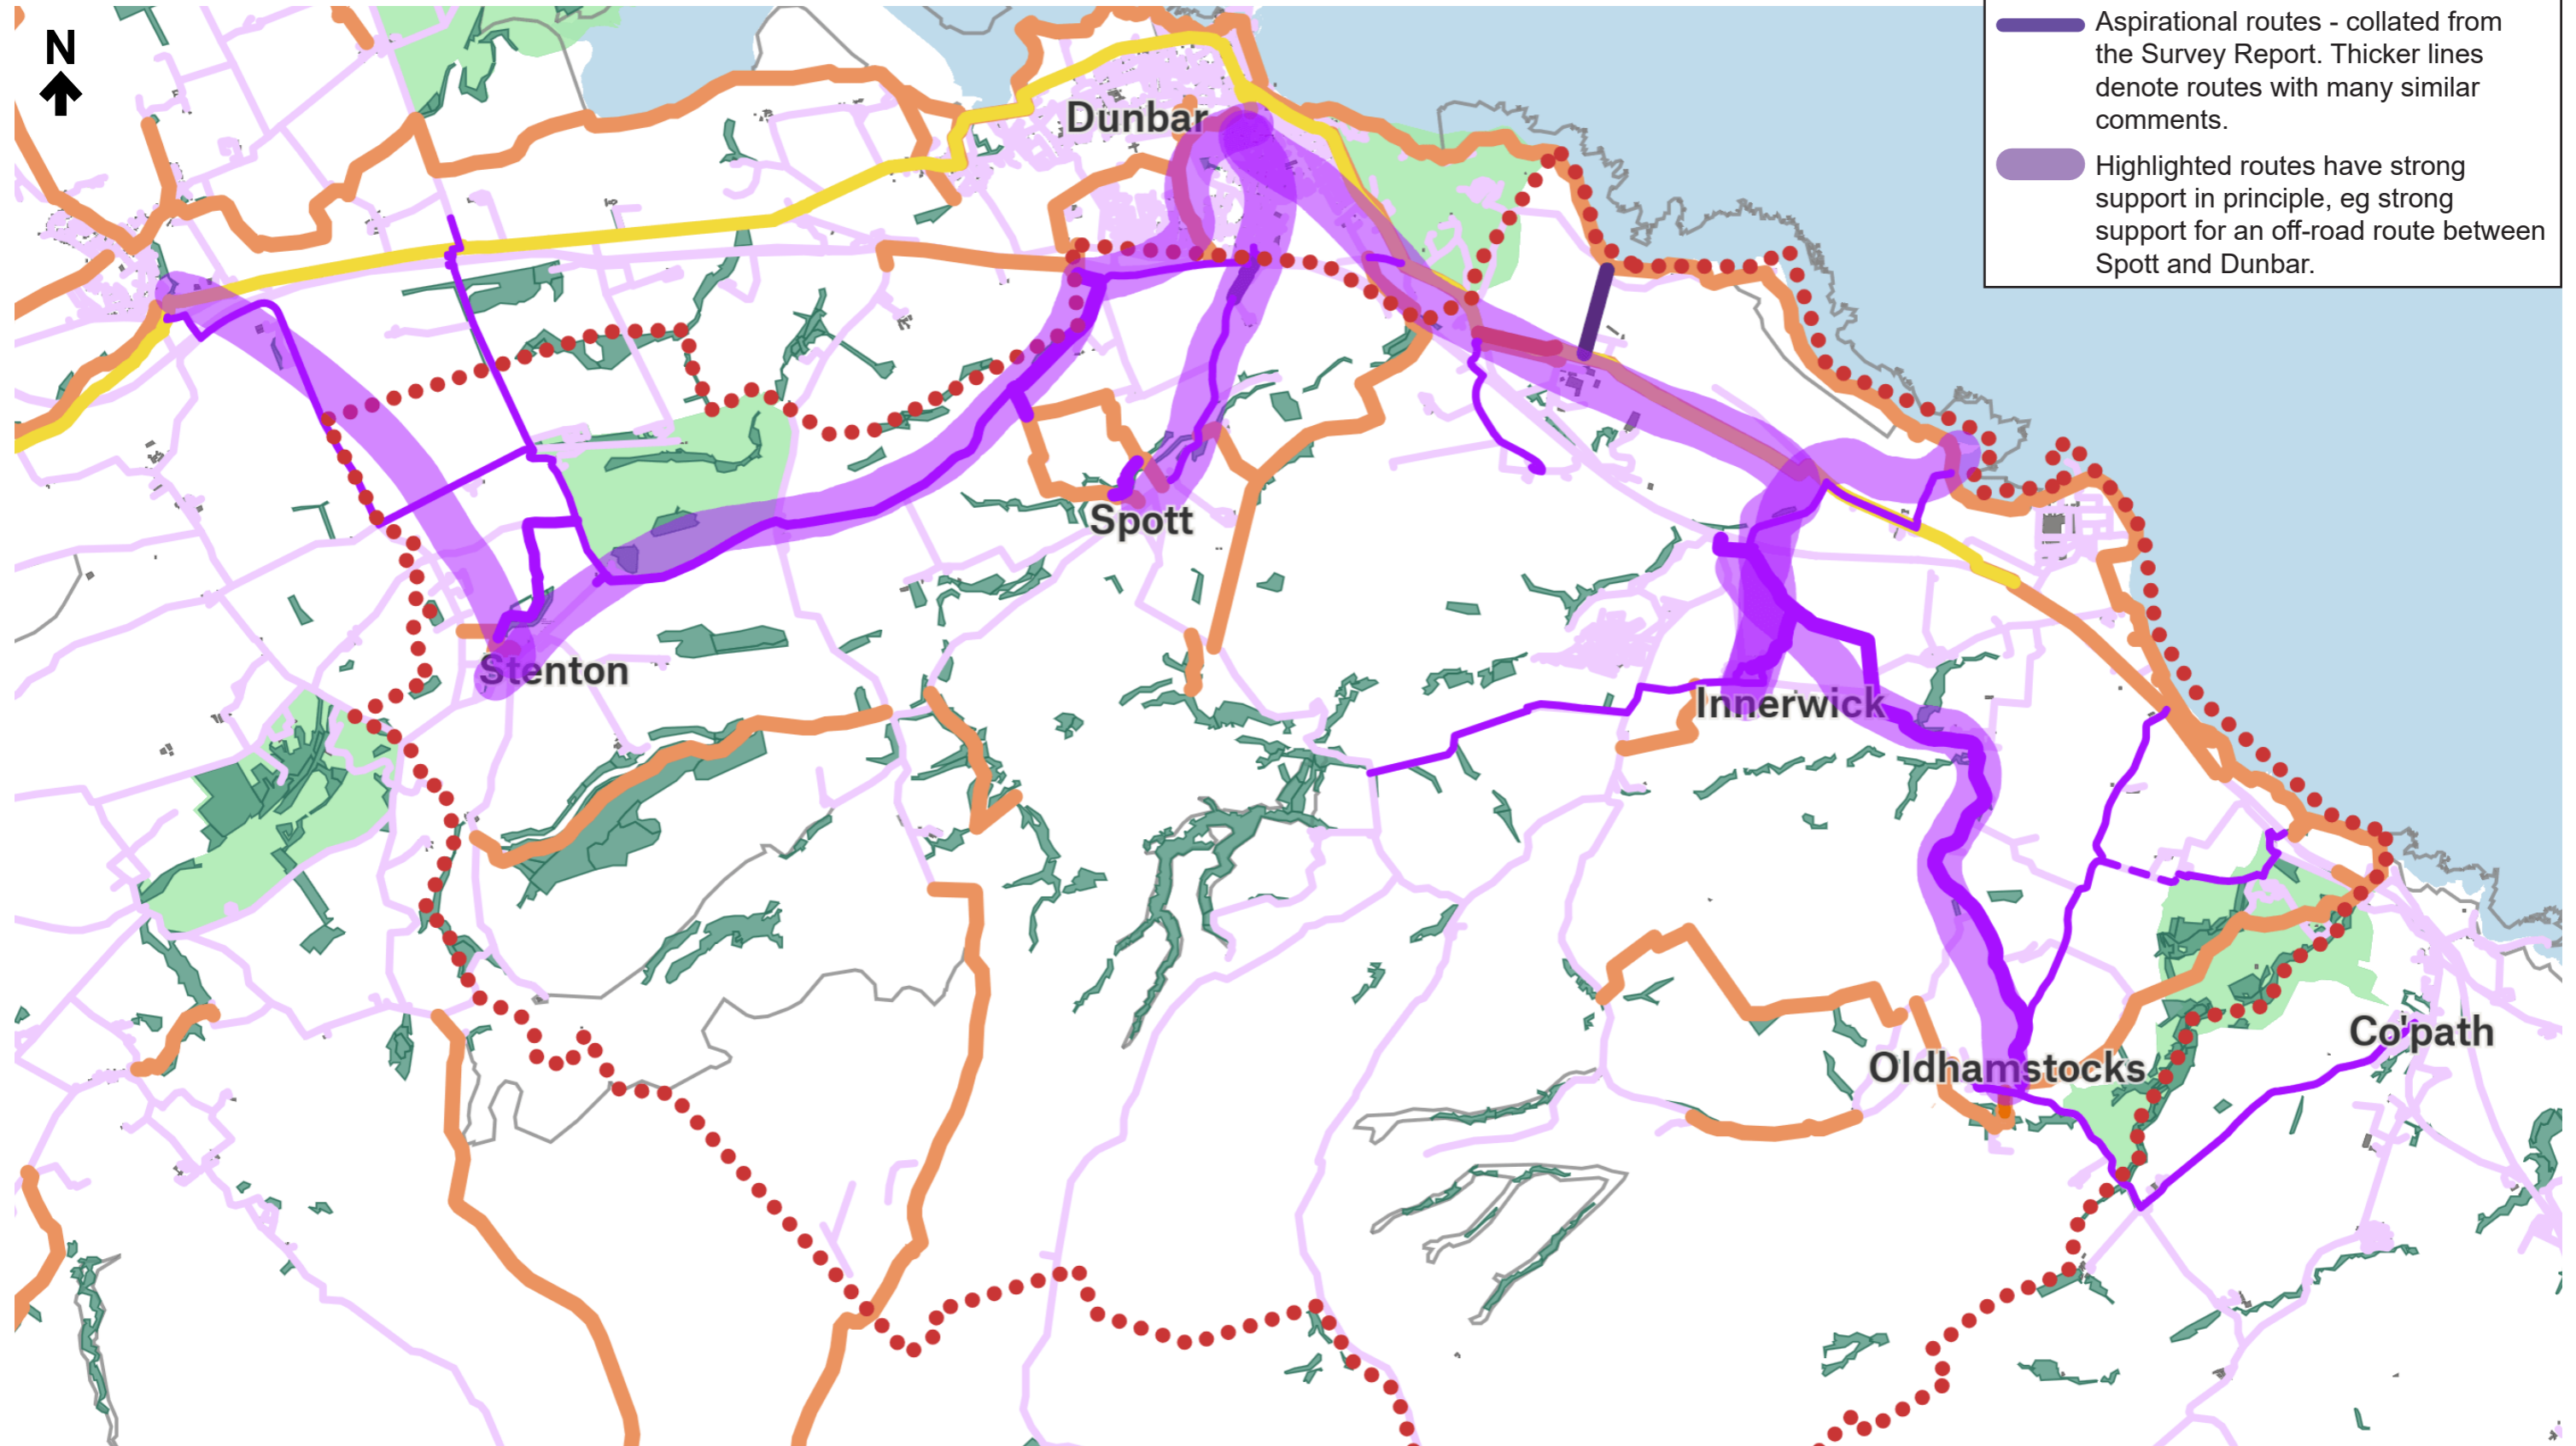 N
Aspirational routes - collated from
the Survey Report. Thicker lines
denote routes with many similar
comments.
Highlighted routes have strong
support in principle, eg strong
support for an off-road route between
Spott and Dunbar.
Dunbar
Spott
Stenton
Innerwick
Co'path
Oldhamstocks